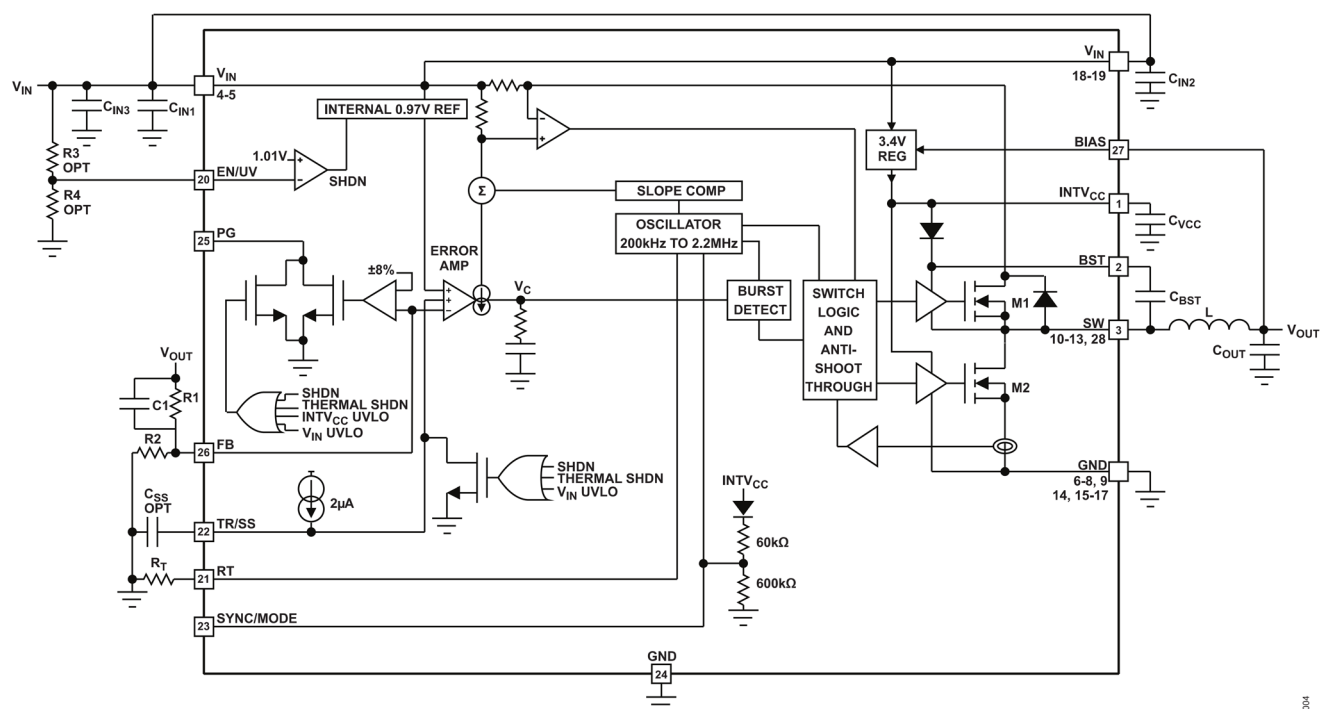 VIN
CIN3
CIN1
VIN
4-5
INTERNAL 0.97V REF
VIN
18-19
CIN2
R3
OPT
R4
OPT
1.01V
+
−
SHDN
20
EN/UV
−
+
3.4V
REG
BIAS
27
Σ
SLOPE COMP
OSCILLATOR
200kHz TO 2.2MHz
INTVCC
1
CVCC
25
PG
±8%
ERROR
AMP
+
+
−
VC
BURST
DETECT
SWITCH
LOGIC
AND
ANTI-
SHOOT
THROUGH
BST
2
CBST
M1
SW
3
10-13, 28
L
VOUT
COUT
M2
VOUT
C1
R1
R2
26
FB
SHDN
THERMAL SHDN
INTVCC UVLO
VIN UVLO
SHDN
THERMAL SHDN
VIN UVLO
GND
6-8, 9
14, 15-17
CSS
OPT
22
TR/SS
2µA
INTVCC
60kΩ
600kΩ
RT
21
RT
23
SYNC/MODE
GND
24
004